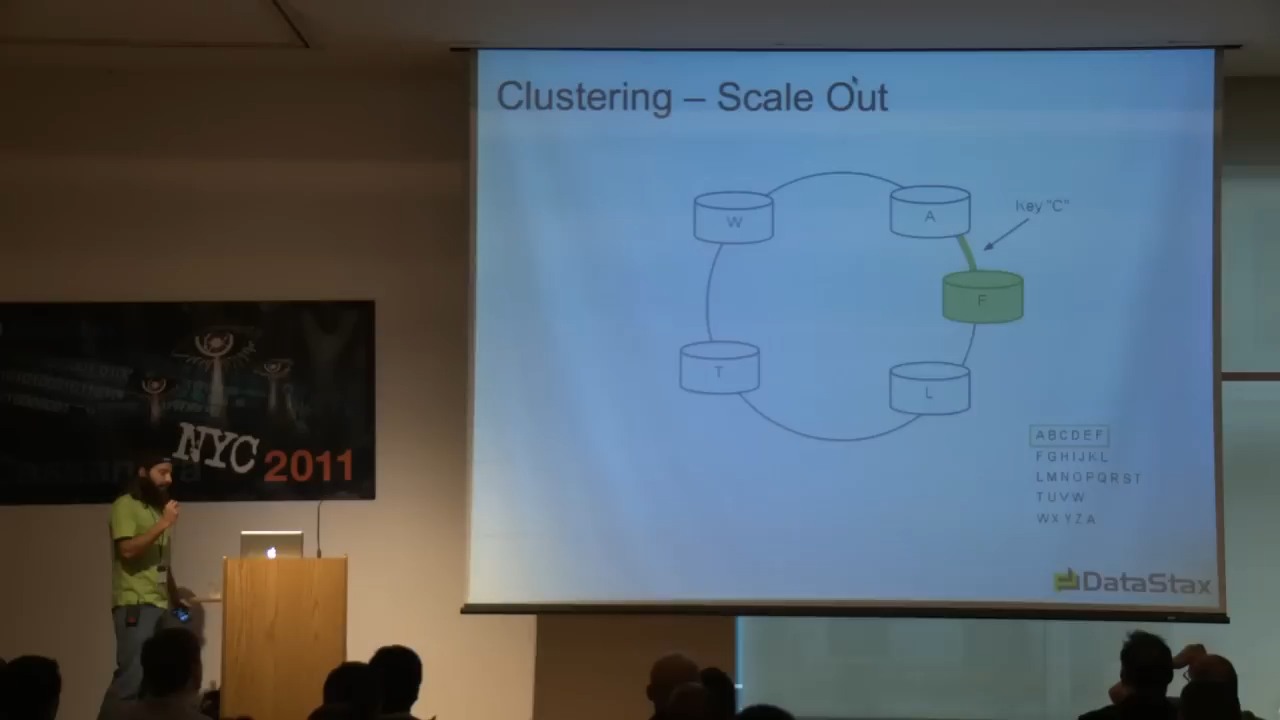 Clustering – Scale Out
W
A
Key "C"
F
T
L
A B C D E F
F G H I J K L
L M N O P Q R S T
T U V W
W X Y Z A
DataStax
NYC 2011